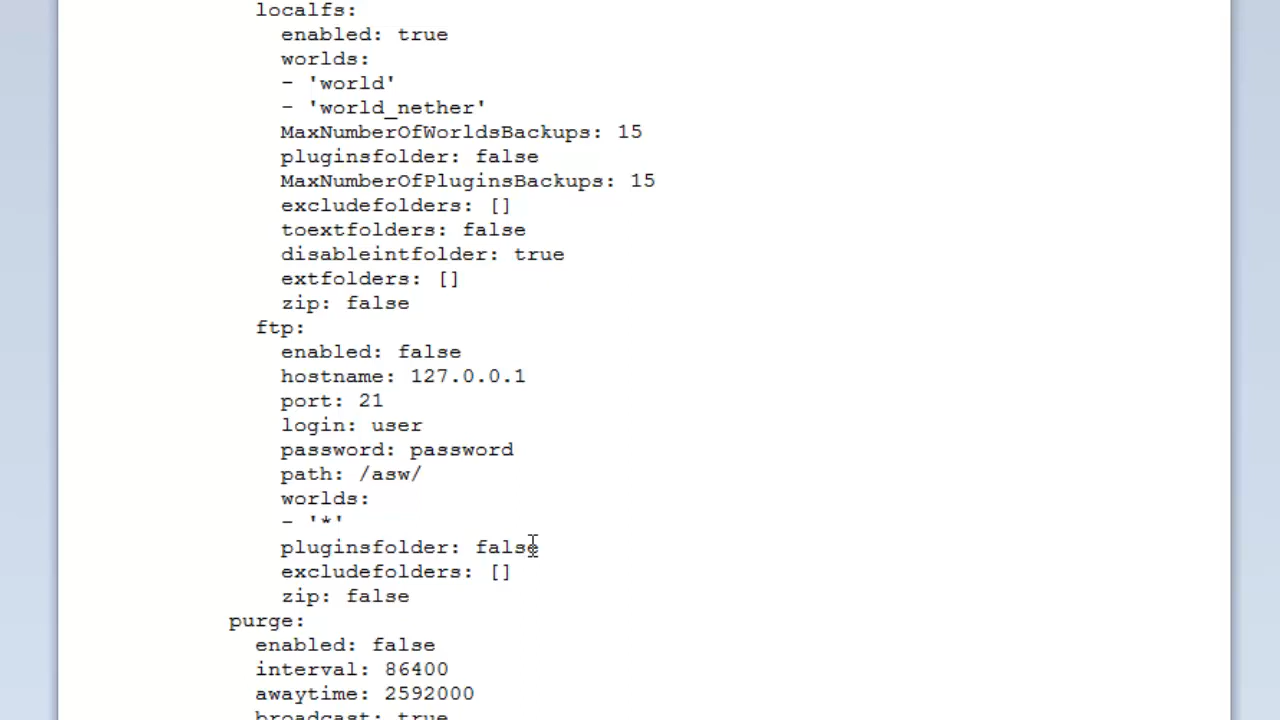 localfs:
enabled: true
worlds:
- 'world'
- 'world_nether'
MaxNumberOfWorldsBackups: 15
pluginsfolder: false
MaxNumberOfPluginsBackups: 15
excludefolders: []
toextfolders: false
disableintfolder: true
extfolders: []
zip: false
ftp:
enabled: false
hostname: 127.0.0.1
port: 21
login: user
password: password
path: /asw/
worlds:
- '*'
pluginsfolder: false
excludefolders: []
zip: false
purge:
enabled: false
interval: 86400
awaytime: 2592000
broadcast: true